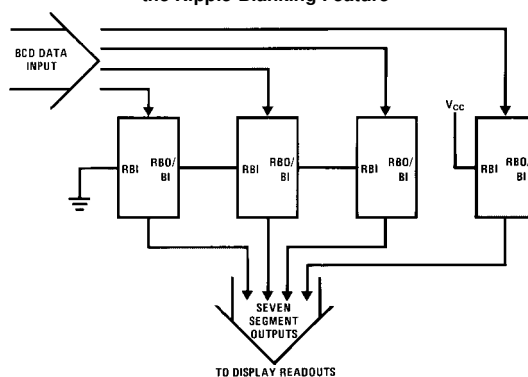 the Ripple-Blanking Feature
BCD DATA
INPUT
VCC
RBI
RBO/
BI
RBI
RBO/
BI
RBI
RBO/
BI
RBI
RBO/
BI
SEVEN
SEGMENT
OUTPUTS
TO DISPLAY READOUTS